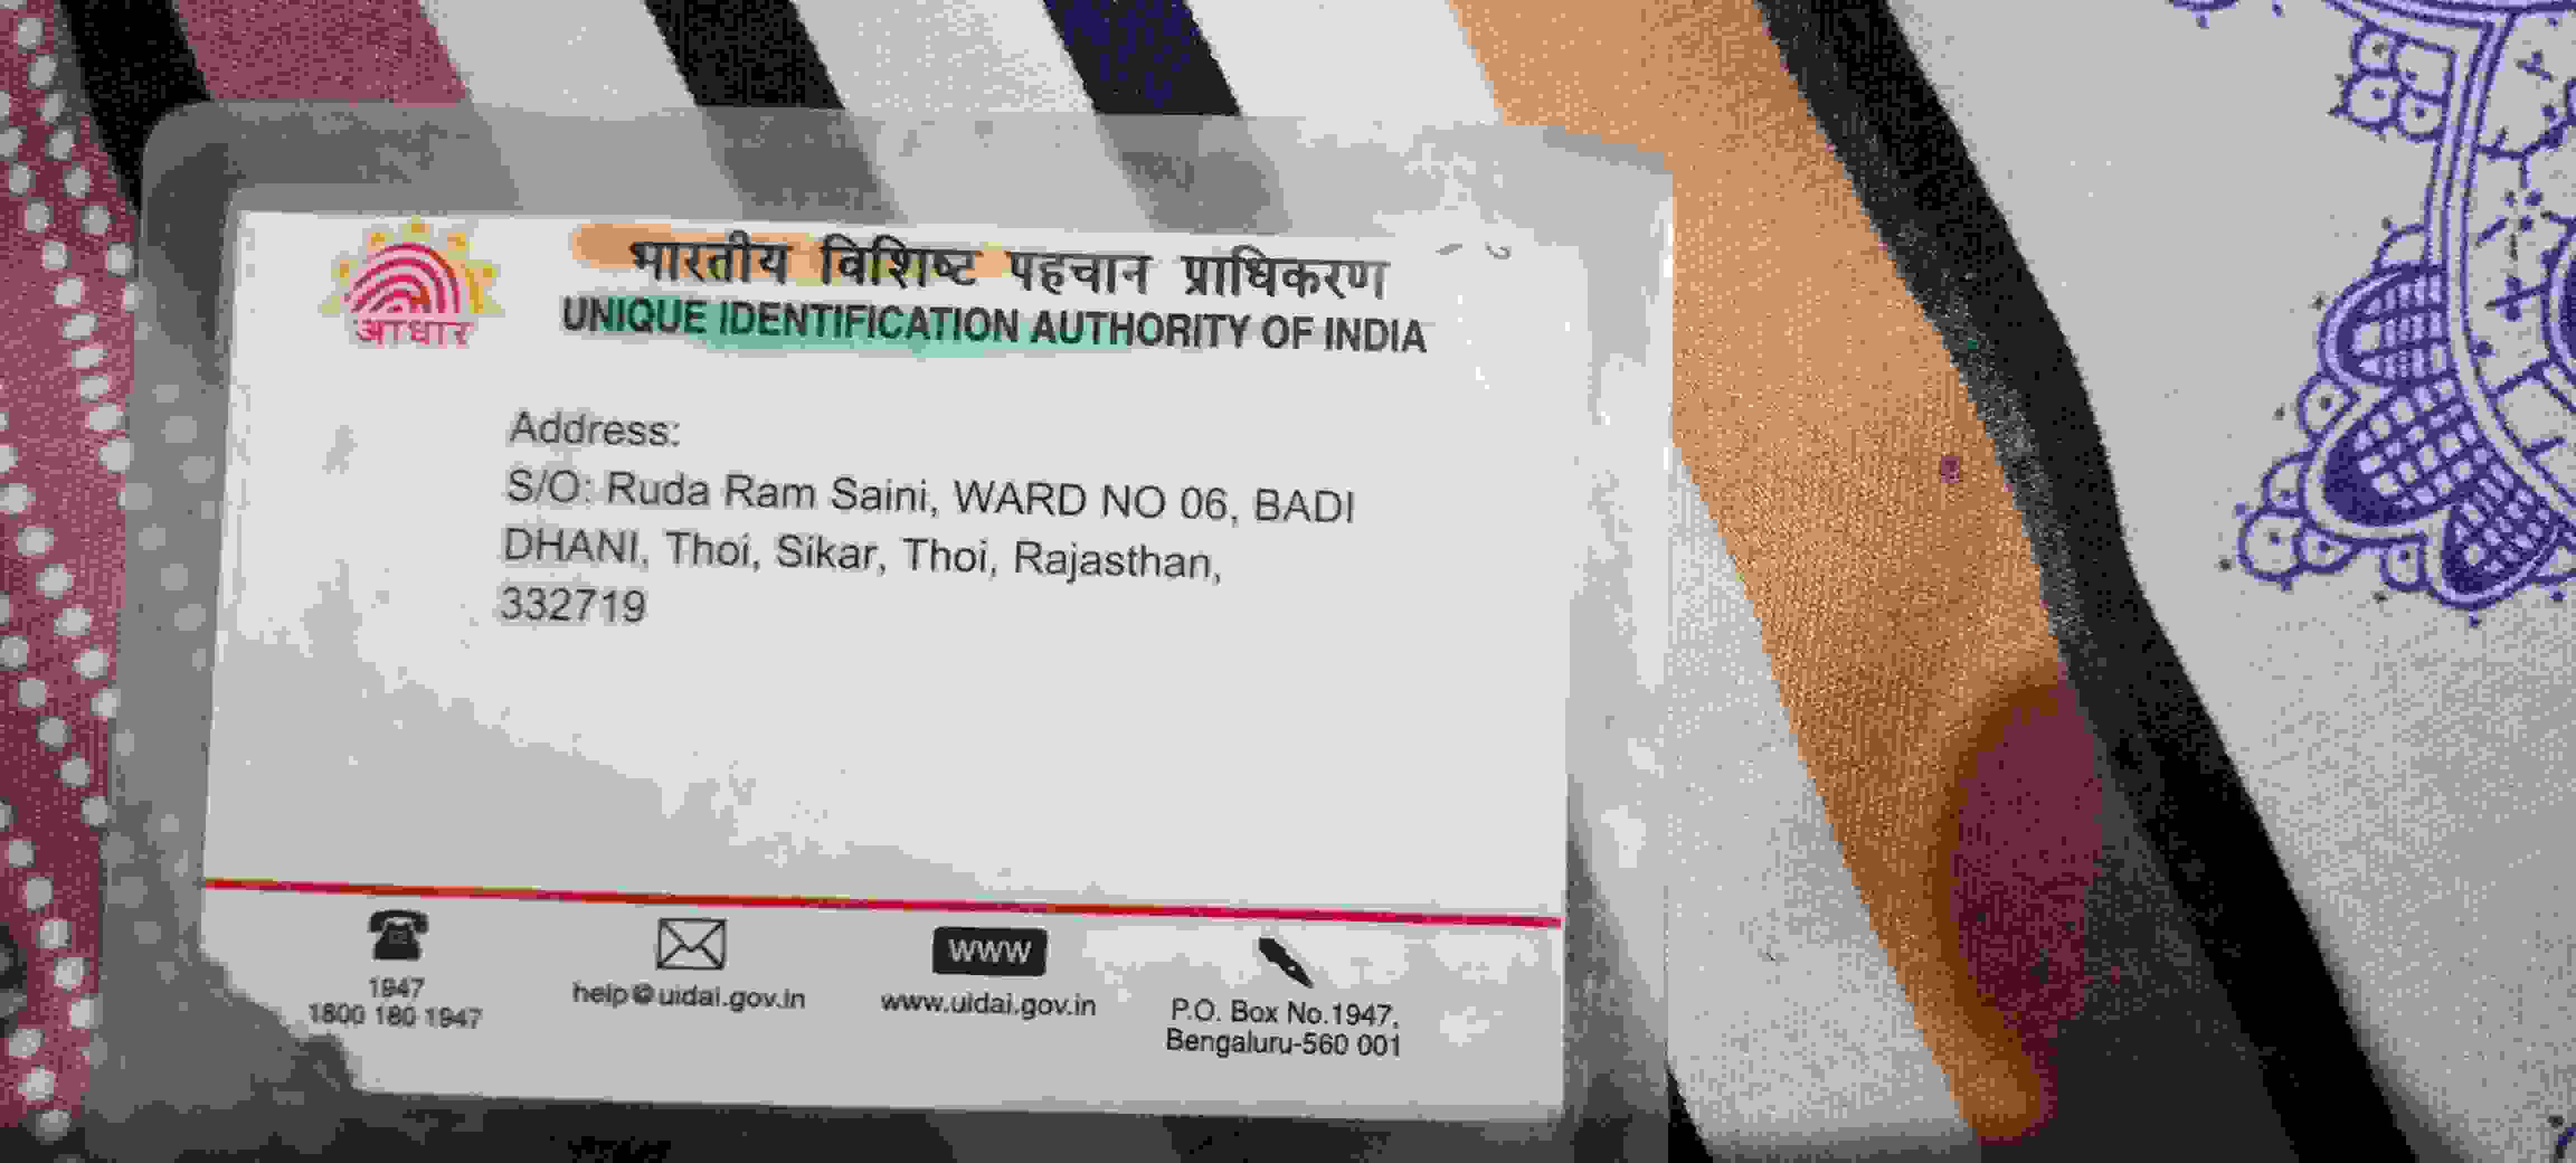 भारतीय विशिष्ट पहचान प्राधिकरण
UNIQUE IDENTIFICATION AUTHORITY OF INDIA
आधार
Address:
S/O: Ruda Ram Saini, WARD NO 06, BADI
DHANI, Thoi, Sikar, Thoi, Rajasthan,
332719
1947
1800 180 1947
help@uidai.gov.in
WWW
www.uidai.gov.in
P.O. Box No.1947,
Bengaluru-560 001